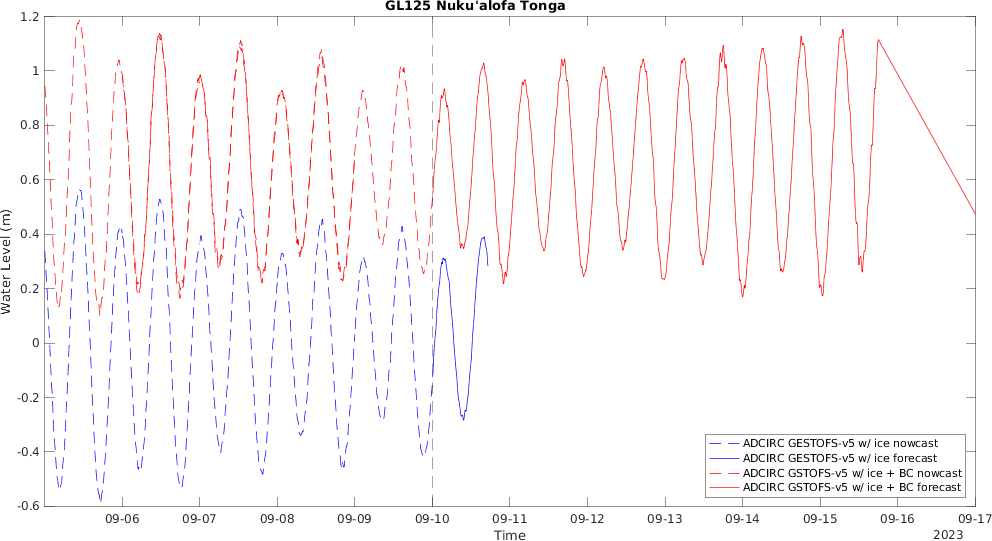 GL125 Nuku'alofa Tonga
Water Level (m)
1.2
1
0.8
0.6
0.4
0.2
0
-0.2
-0.4
-0.6
ADCIRC GESTOFS-v5 w/ ice nowcast
ADCIRC GESTOFS-v5 w/ ice forecast
ADCIRC GSTOFS-v5 w/ ice + BC nowcast
ADCIRC GSTOFS-v5 w/ ice + BC forecast
09-06 09-07 09-08 09-09 09-10 09-11 09-12 09-13 09-14 09-15 09-16 09-17
Time
2023